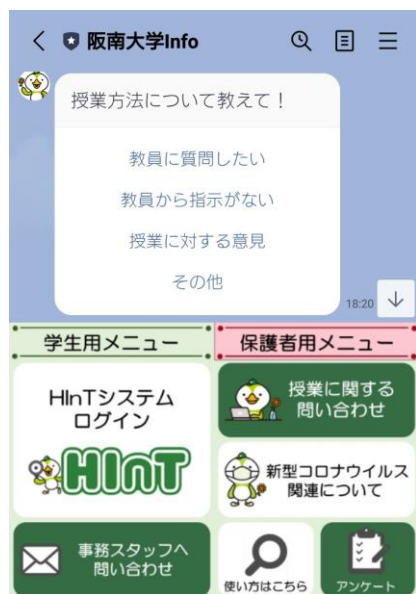 阪南大学Info
授業方法について教えて！
教員に質問したい
教員から指示がない
授業に対する意見
その他
18:20
学生用メニュー
保護者用メニュー
HInTシステム
ログイン
HInT
授業に関する
問い合わせ
新型コロナウイルス
関連について
事務スタッフへ
問い合わせ
使い方はこちら
アンケート